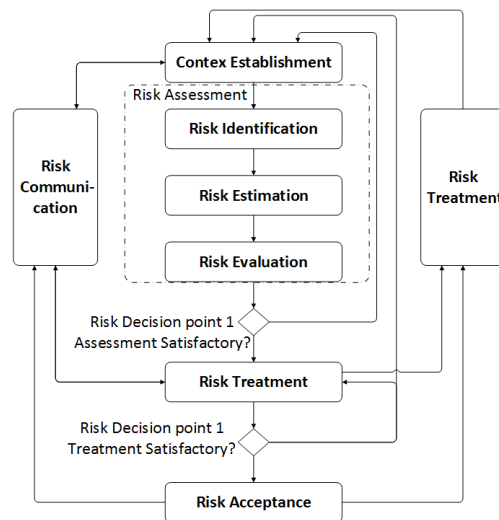 Contex Establishment
Risk Assessment
Risk Identification
Risk
Communi-
cation
Risk
Treatment
Risk Estimation
Risk Evaluation
Risk Decision point 1
Assessment Satisfactory?
Risk Treatment
Risk Decision point 1
Treatment Satisfactory?
Risk Acceptance